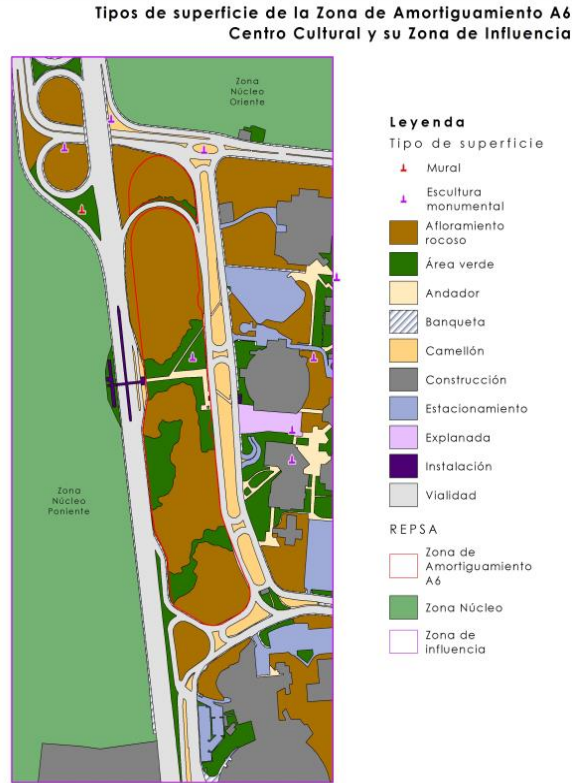 Tipos de superficie de la Zona de Amortiguamiento A6
Centro Cultural y su Zona de Influencia
Zona
Núcleo
Oriente
Zona
Núcleo
Poniente
Leyenda
Tipo de superficie
Mural
Escultura
monumental
Afloramiento
rocoso
Área verde
Andador
Banqueta
Camellón
Construcción
Estacionamiento
Explanada
Instalación
Vialidad
REPSA
Zona de
Amortiguamiento
A6
Zona Núcleo
Zona de
influencia